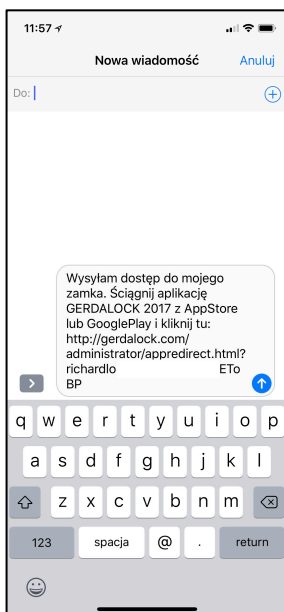 11:57
Nowa wiadomość Anuluj
Do:
Wysyłam dostęp do mojego
zamka. Ściągnij aplikację
GERDALOCK 2017 z AppStore
lub GooglePlay i kliknij tu:
http://gerdalock.com/
administrator/appredirect.html?
richardlo ETo
BP
q w e r t y u i o p
a s d f g h j k l
z x c v b n m
123 spacja @ . return